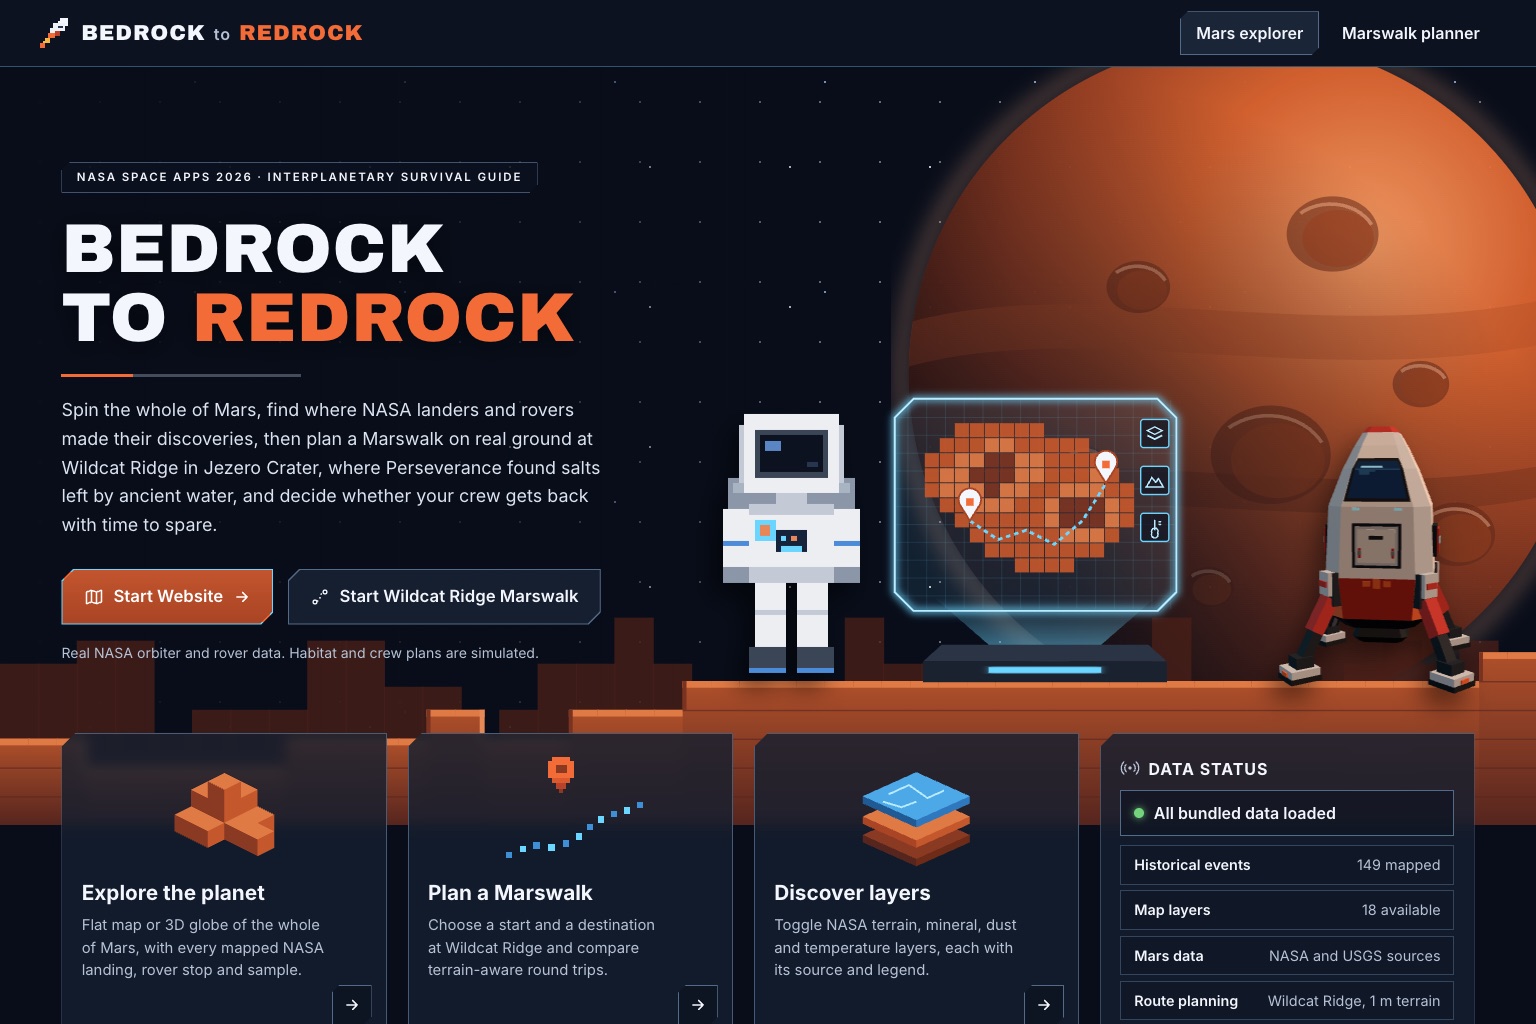 BEDROCK to REDROCK
Mars explorer
Marswalk planner
NASA SPACE APPS 2026 · INTERPLANETARY SURVIVAL GUIDE
BEDROCK
TO REDROCK
Spin the whole of Mars, find where NASA landers and rovers
made their discoveries, then plan a Marswalk on real ground at
Wildcat Ridge in Jezero Crater, where Perseverance found salts
left by ancient water, and decide whether your crew gets back
with time to spare.
Start Website →
Start Wildcat Ridge Marswalk
Real NASA orbiter and rover data. Habitat and crew plans are simulated.
Explore the planet
Flat map or 3D globe of the whole
of Mars, with every mapped NASA
landing, rover stop and sample.
→
Plan a Marswalk
Choose a start and a destination
at Wildcat Ridge and compare
terrain-aware round trips.
→
Discover layers
Toggle NASA terrain, mineral, dust
and temperature layers, each with
its source and legend.
→
DATA STATUS
All bundled data loaded
Historical events 149 mapped
Map layers 18 available
Mars data NASA and USGS sources
Route planning Wildcat Ridge, 1 m terrain